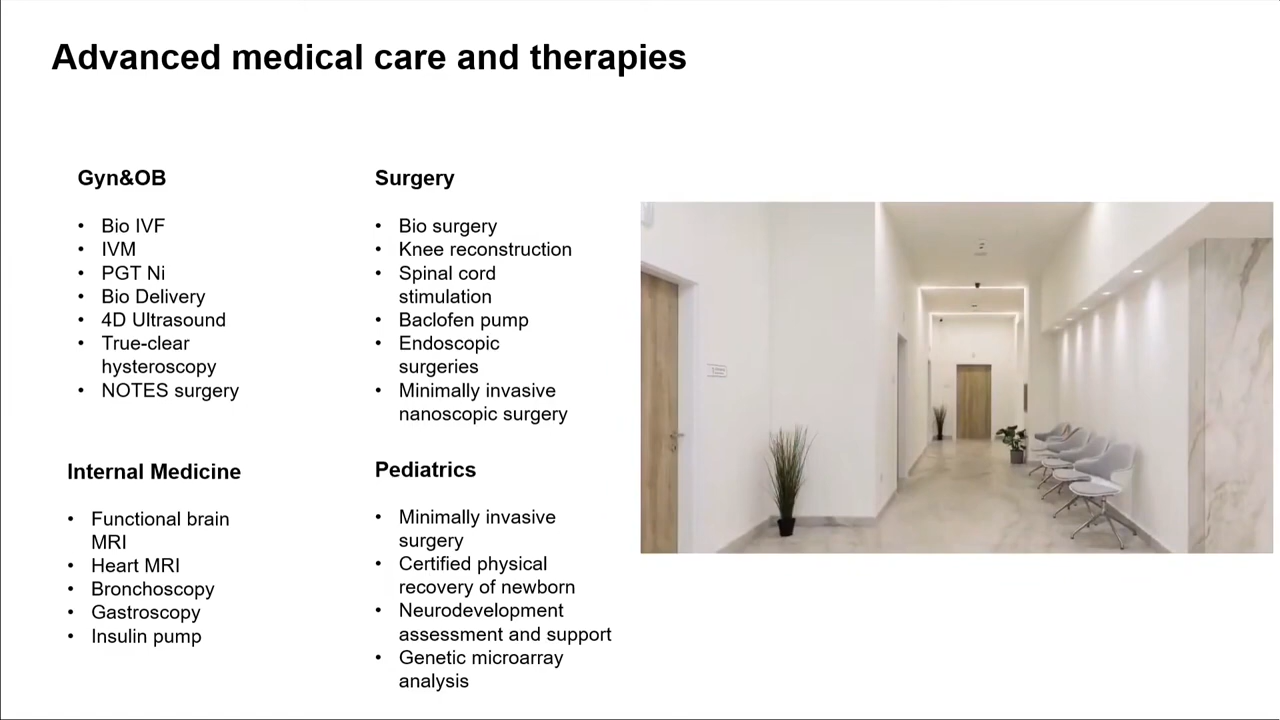 Advanced medical care and therapies
Gyn&OB
• Bio IVF
• IVM
• PGT Ni
• Bio Delivery
• 4D Ultrasound
• True-clear
hysteroscopy
• NOTES surgery
Surgery
• Bio surgery
• Knee reconstruction
• Spinal cord
stimulation
• Baclofen pump
• Endoscopic
surgeries
• Minimally invasive
nanoscopic surgery
Internal Medicine
• Functional brain
MRI
• Heart MRI
• Bronchoscopy
• Gastroscopy
• Insulin pump
Pediatrics
• Minimally invasive
surgery
• Certified physical
recovery of newborn
• Neurodevelopment
assessment and support
• Genetic microarray
analysis